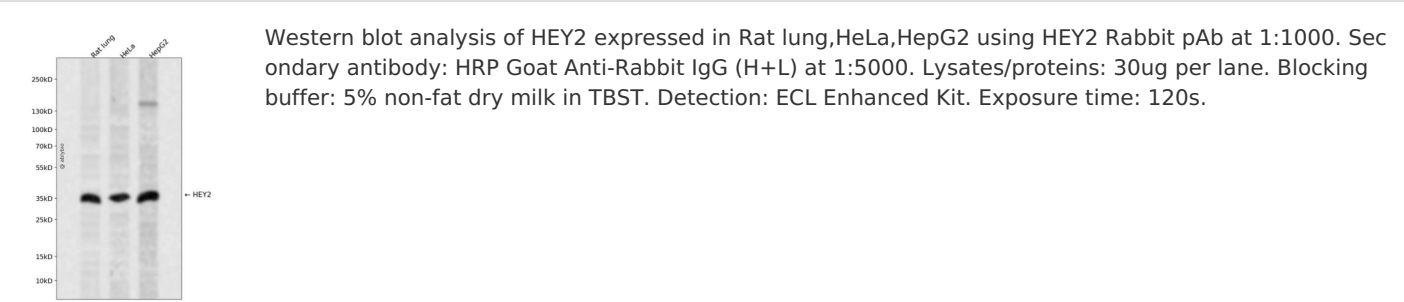 Rat lung HeLa HepG2
250kD
130kD
100kD
70kD
55kD
35kD
25kD
15kD
10kD
← HEY2
Western blot analysis of HEY2 expressed in Rat lung,HeLa,HepG2 using HEY2 Rabbit pAb at 1:1000. Sec
ondary antibody: HRP Goat Anti-Rabbit IgG (H+L) at 1:5000. Lysates/proteins: 30ug per lane. Blocking
buffer: 5% non-fat dry milk in TBST. Detection: ECL Enhanced Kit. Exposure time: 120s.